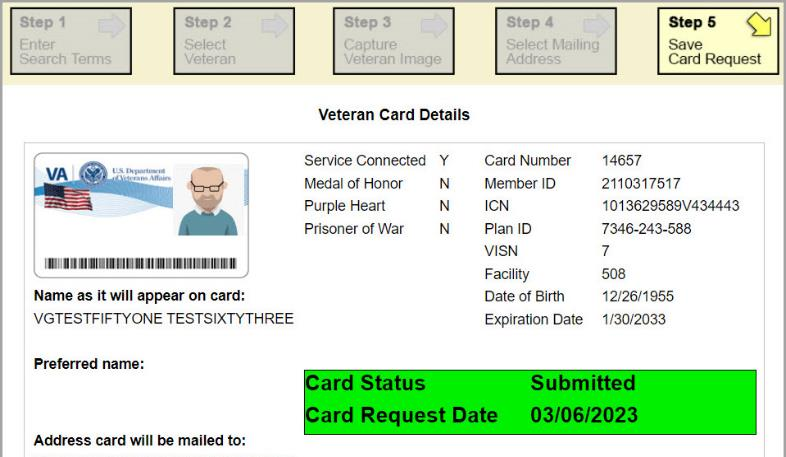 Step 1
Enter
Search Terms
Step 2
Select
Veteran
Step 3
Capture
Veteran Image
Step 4
Select Mailing
Address
Step 5
Save
Card Request
Veteran Card Details
VA
U.S. Department
of Veterans Affairs
Name as it will appear on card:
VGTESTFIFTYONE TESTSIXTYTHREE
Preferred name:
Address card will be mailed to:
Service Connected Y
Medal of Honor N
Purple Heart N
Prisoner of War N
Card Number 14657
Member ID 2110317517
ICN 1013629589V434443
Plan ID 7346-243-588
VISN 7
Facility 508
Date of Birth 12/26/1955
Expiration Date 1/30/2033
Card Status Submitted
Card Request Date 03/06/2023